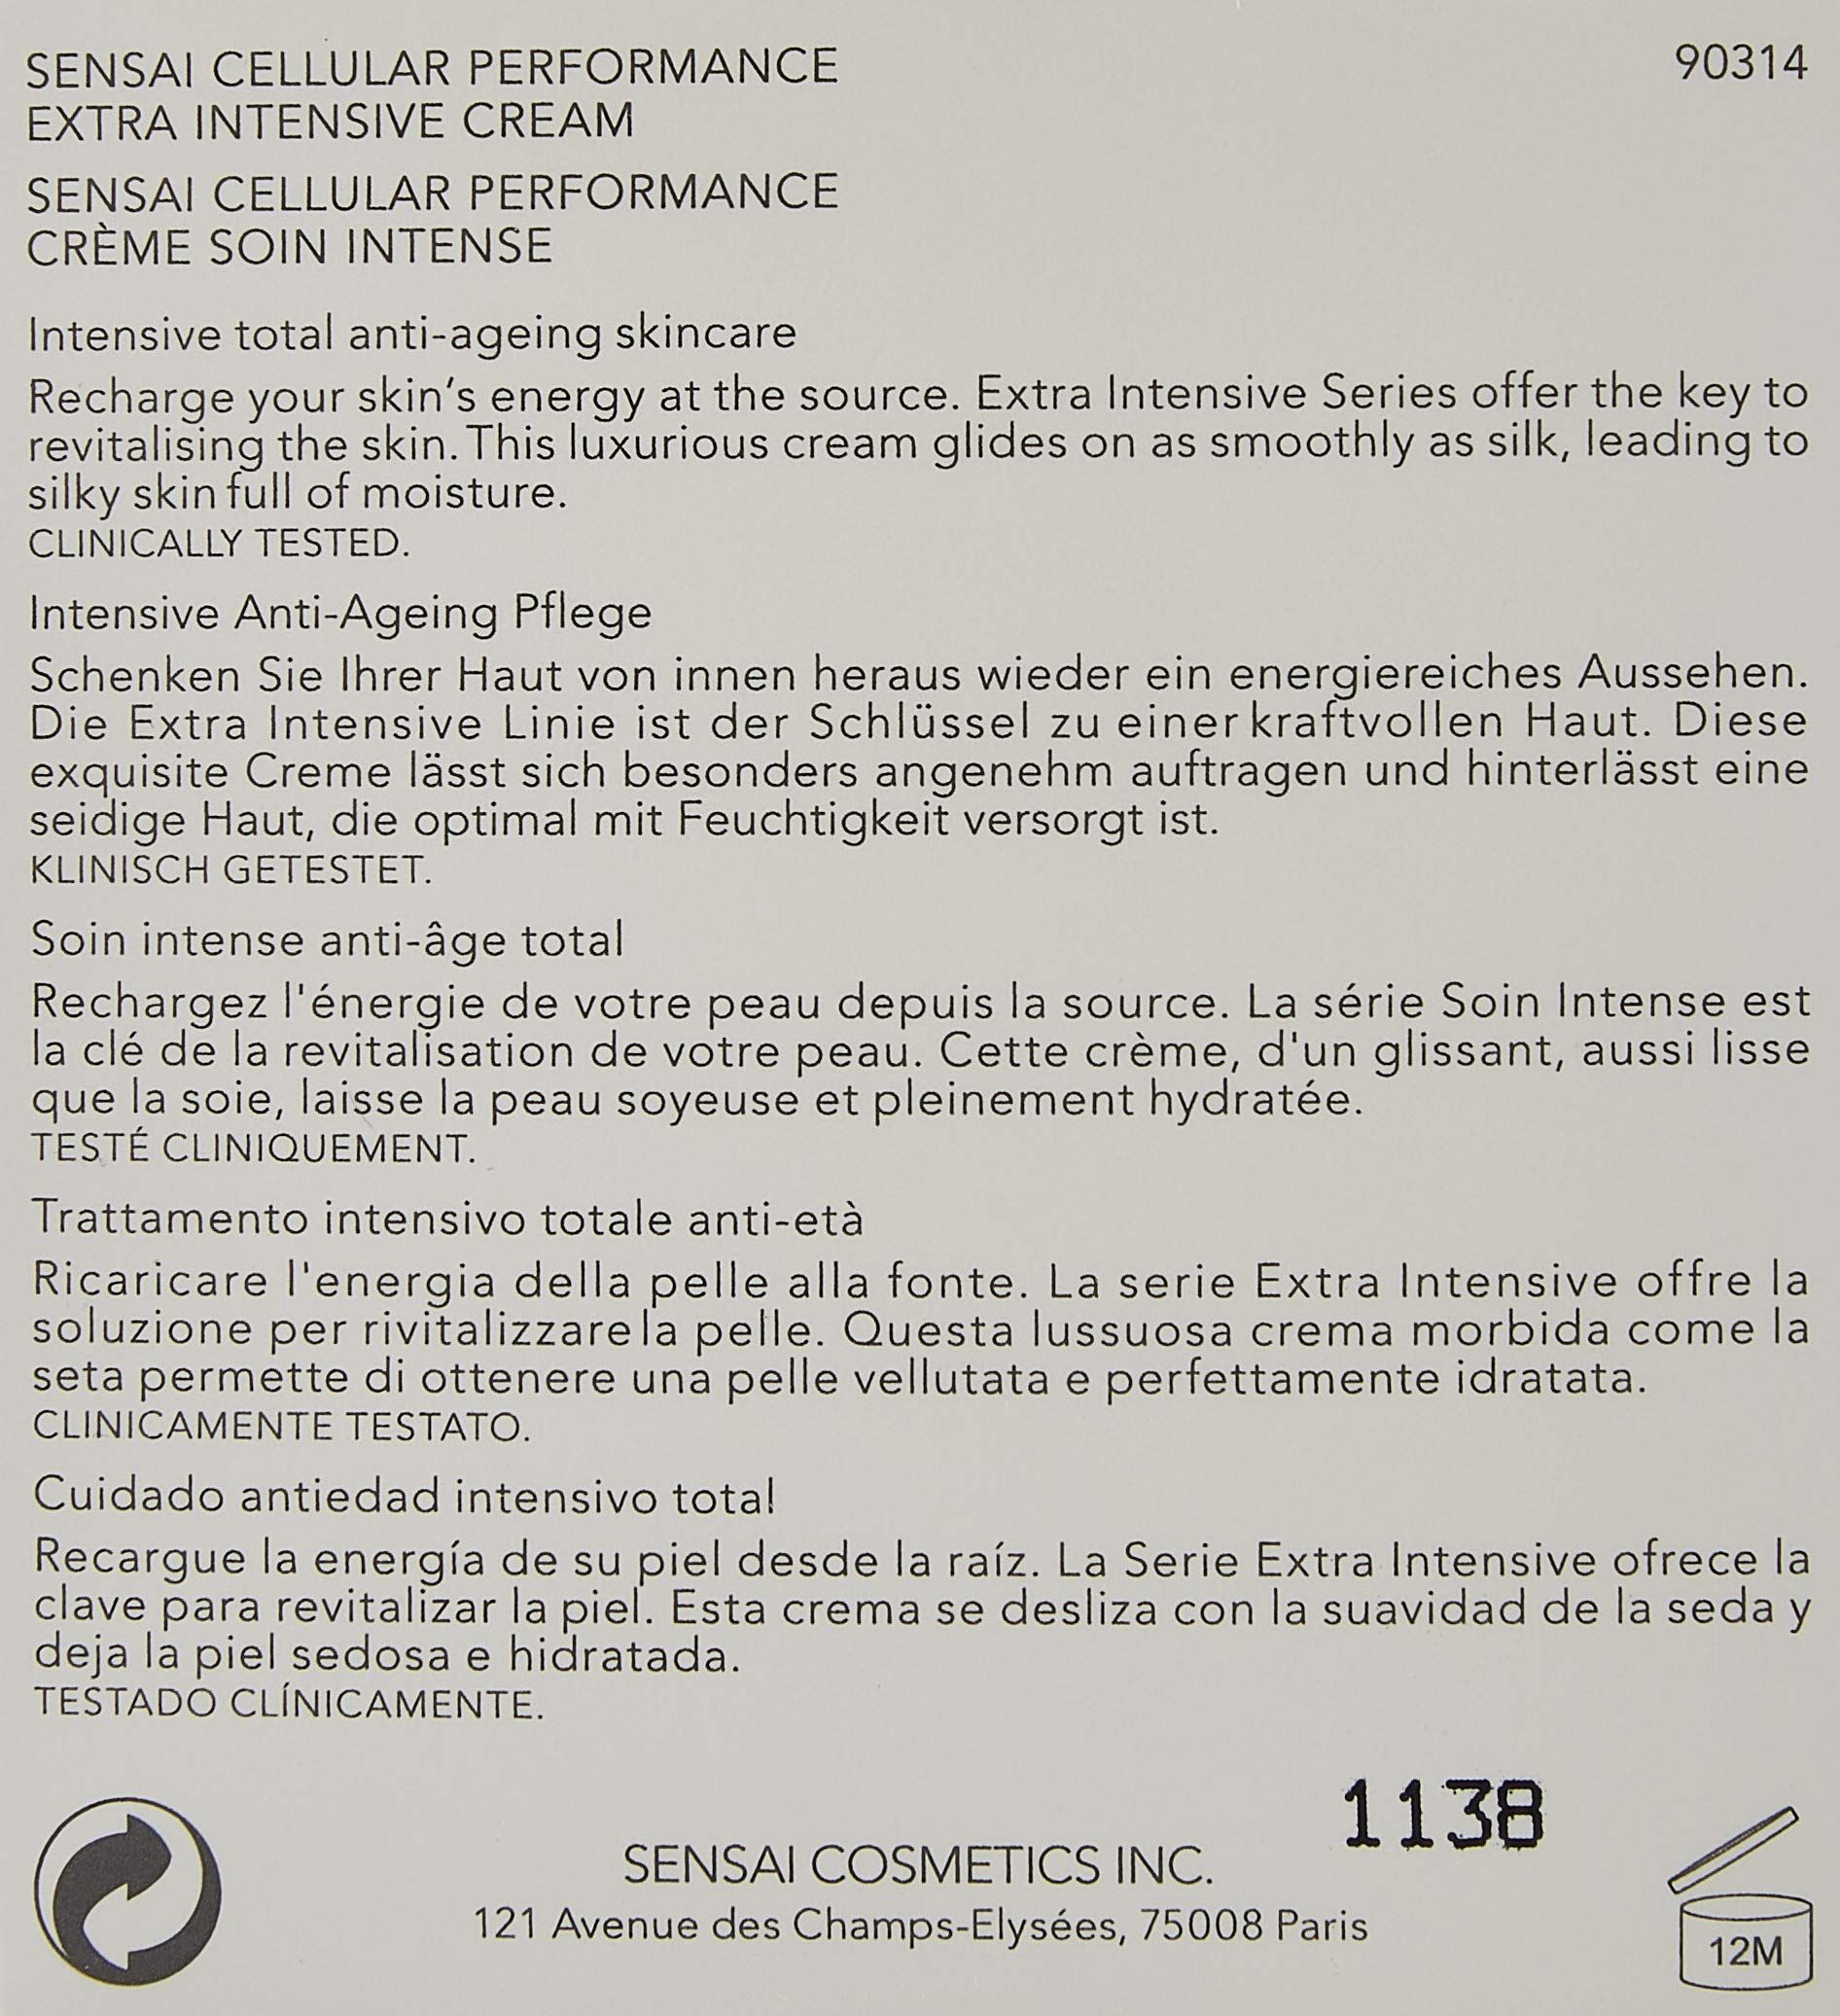 SENSAI CELLULAR PERFORMANCE 90314
EXTRA INTENSIVE CREAM
SENSAI CELLULAR PERFORMANCE
CRÈME SOIN INTENSE
Intensive total anti-ageing skincare
Recharge your skin's energy at the source. Extra Intensive Series offer the key to
revitalising the skin. This luxurious cream glides on as smoothly as silk, leading to
silky skin full of moisture.
CLINICALLY TESTED.
Intensive Anti-Ageing Pflege
Schenken Sie Ihrer Haut von innen heraus wieder ein energiereiches Aussehen.
Die Extra Intensive Linie ist der Schlüssel zu einer kraftvollen Haut. Diese
exquisite Creme lässt sich besonders angenehm auftragen und hinterlässt eine
seidige Haut, die optimal mit Feuchtigkeit versorgt ist.
KLINISCH GETESTET.
Soin intense anti-âge total
Rechargez l'énergie de votre peau depuis la source. La série Soin Intense est
la clé de la revitalisation de votre peau. Cette crème, d'un glissant, aussi lisse
que la soie, laisse la peau soyeuse et pleinement hydratée.
TESTÉ CLINIQUEMENT.
Trattamento intensivo totale anti-età
Ricaricare l'energia della pelle alla fonte. La serie Extra Intensive offre la
soluzione per rivitalizzare la pelle. Questa lussuosa crema morbida come la
seta permette di ottenere una pelle vellutata e perfettamente idratata.
CLINICAMENTE TESTATO.
Cuidado antiedad intensivo total
Recargue la energía de su piel desde la raíz. La Serie Extra Intensive ofrece la
clave para revitalizar la piel. Esta crema se desliza con la suavidad de la seda y
deja la piel sedosa e hidratada.
TESTADO CLÍNICAMENTE.
1138
SENSAI COSMETICS INC.
121 Avenue des Champs-Elysées, 75008 Paris
12M